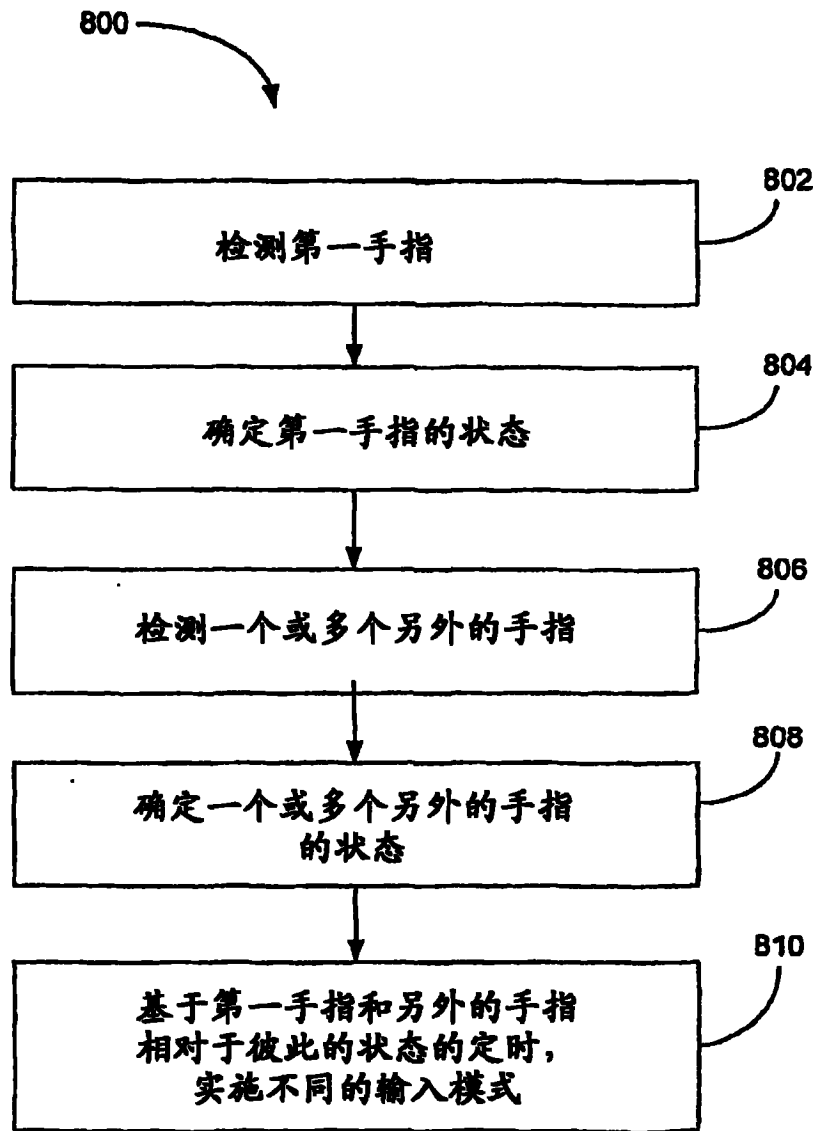 800
802
检测第一手指
804
确定第一手指的状态
806
检测一个或多个另外的手指
808
确定一个或多个另外的手指
的状态
810
基于第一手指和另外的手指
相对于彼此的状态的定时，
实施不同的输入模式